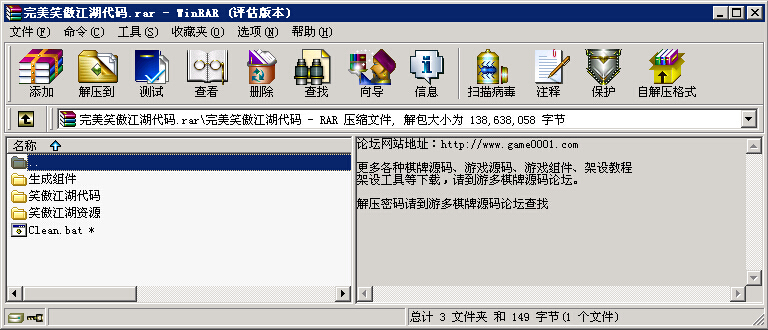 完美笑傲江湖代码.rar - WinRAR (评估版本)
文件(F) 命令(C) 工具(S) 收藏夹(O) 选项(N) 帮助(H)
添加 解压到 测试 查看 删除 查找 向导 信息 扫描病毒 注释 保护 自解压格式
完美笑傲江湖代码.rar\完美笑傲江湖代码 - RAR 压缩文件, 解包大小为 138,638,058 字节
名称
..
生成组件
笑傲江湖代码
笑傲江湖资源
Clean.bat *
论坛网站地址：http://www.game0001.com
更多各种棋牌源码、游戏源码、游戏组件、架设教程
架设工具等下载，请到游多棋牌源码论坛。
解压密码请到游多棋牌源码论坛查找
总计 3 文件夹 和 149 字节(1 个文件)